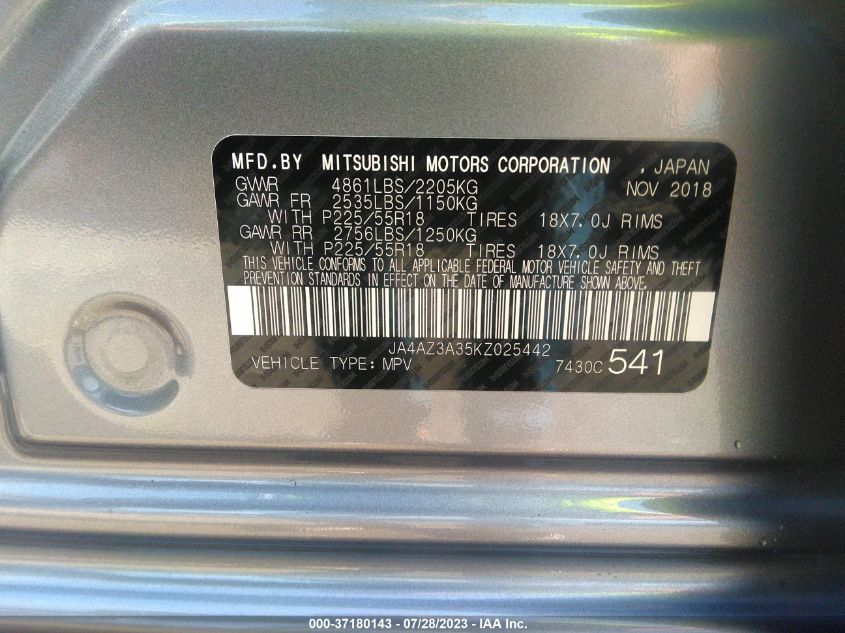 MFD.BY MITSUBISHI MOTORS CORPORATION , JAPAN
GVWR 4861LBS/2205KG NOV 2018
GAWR FR 2535LBS/1150KG
WITH P225/55R18 TIRES 18X7.0J RIMS
GAWR RR 2756LBS/1250KG
WITH P225/55R18 TIRES 18X7.0J RIMS
THIS VEHICLE CONFORMS TO ALL APPLICABLE FEDERAL MOTOR VEHICLE SAFETY AND THEFT
PREVENTION STANDARDS IN EFFECT ON THE DATE OF MANUFACTURE SHOWN ABOVE.
JA4AZ3A35KZ025442
VEHICLE TYPE:MPV 7430C 541
000-37180143 - 07/28/2023 - IAA Inc.